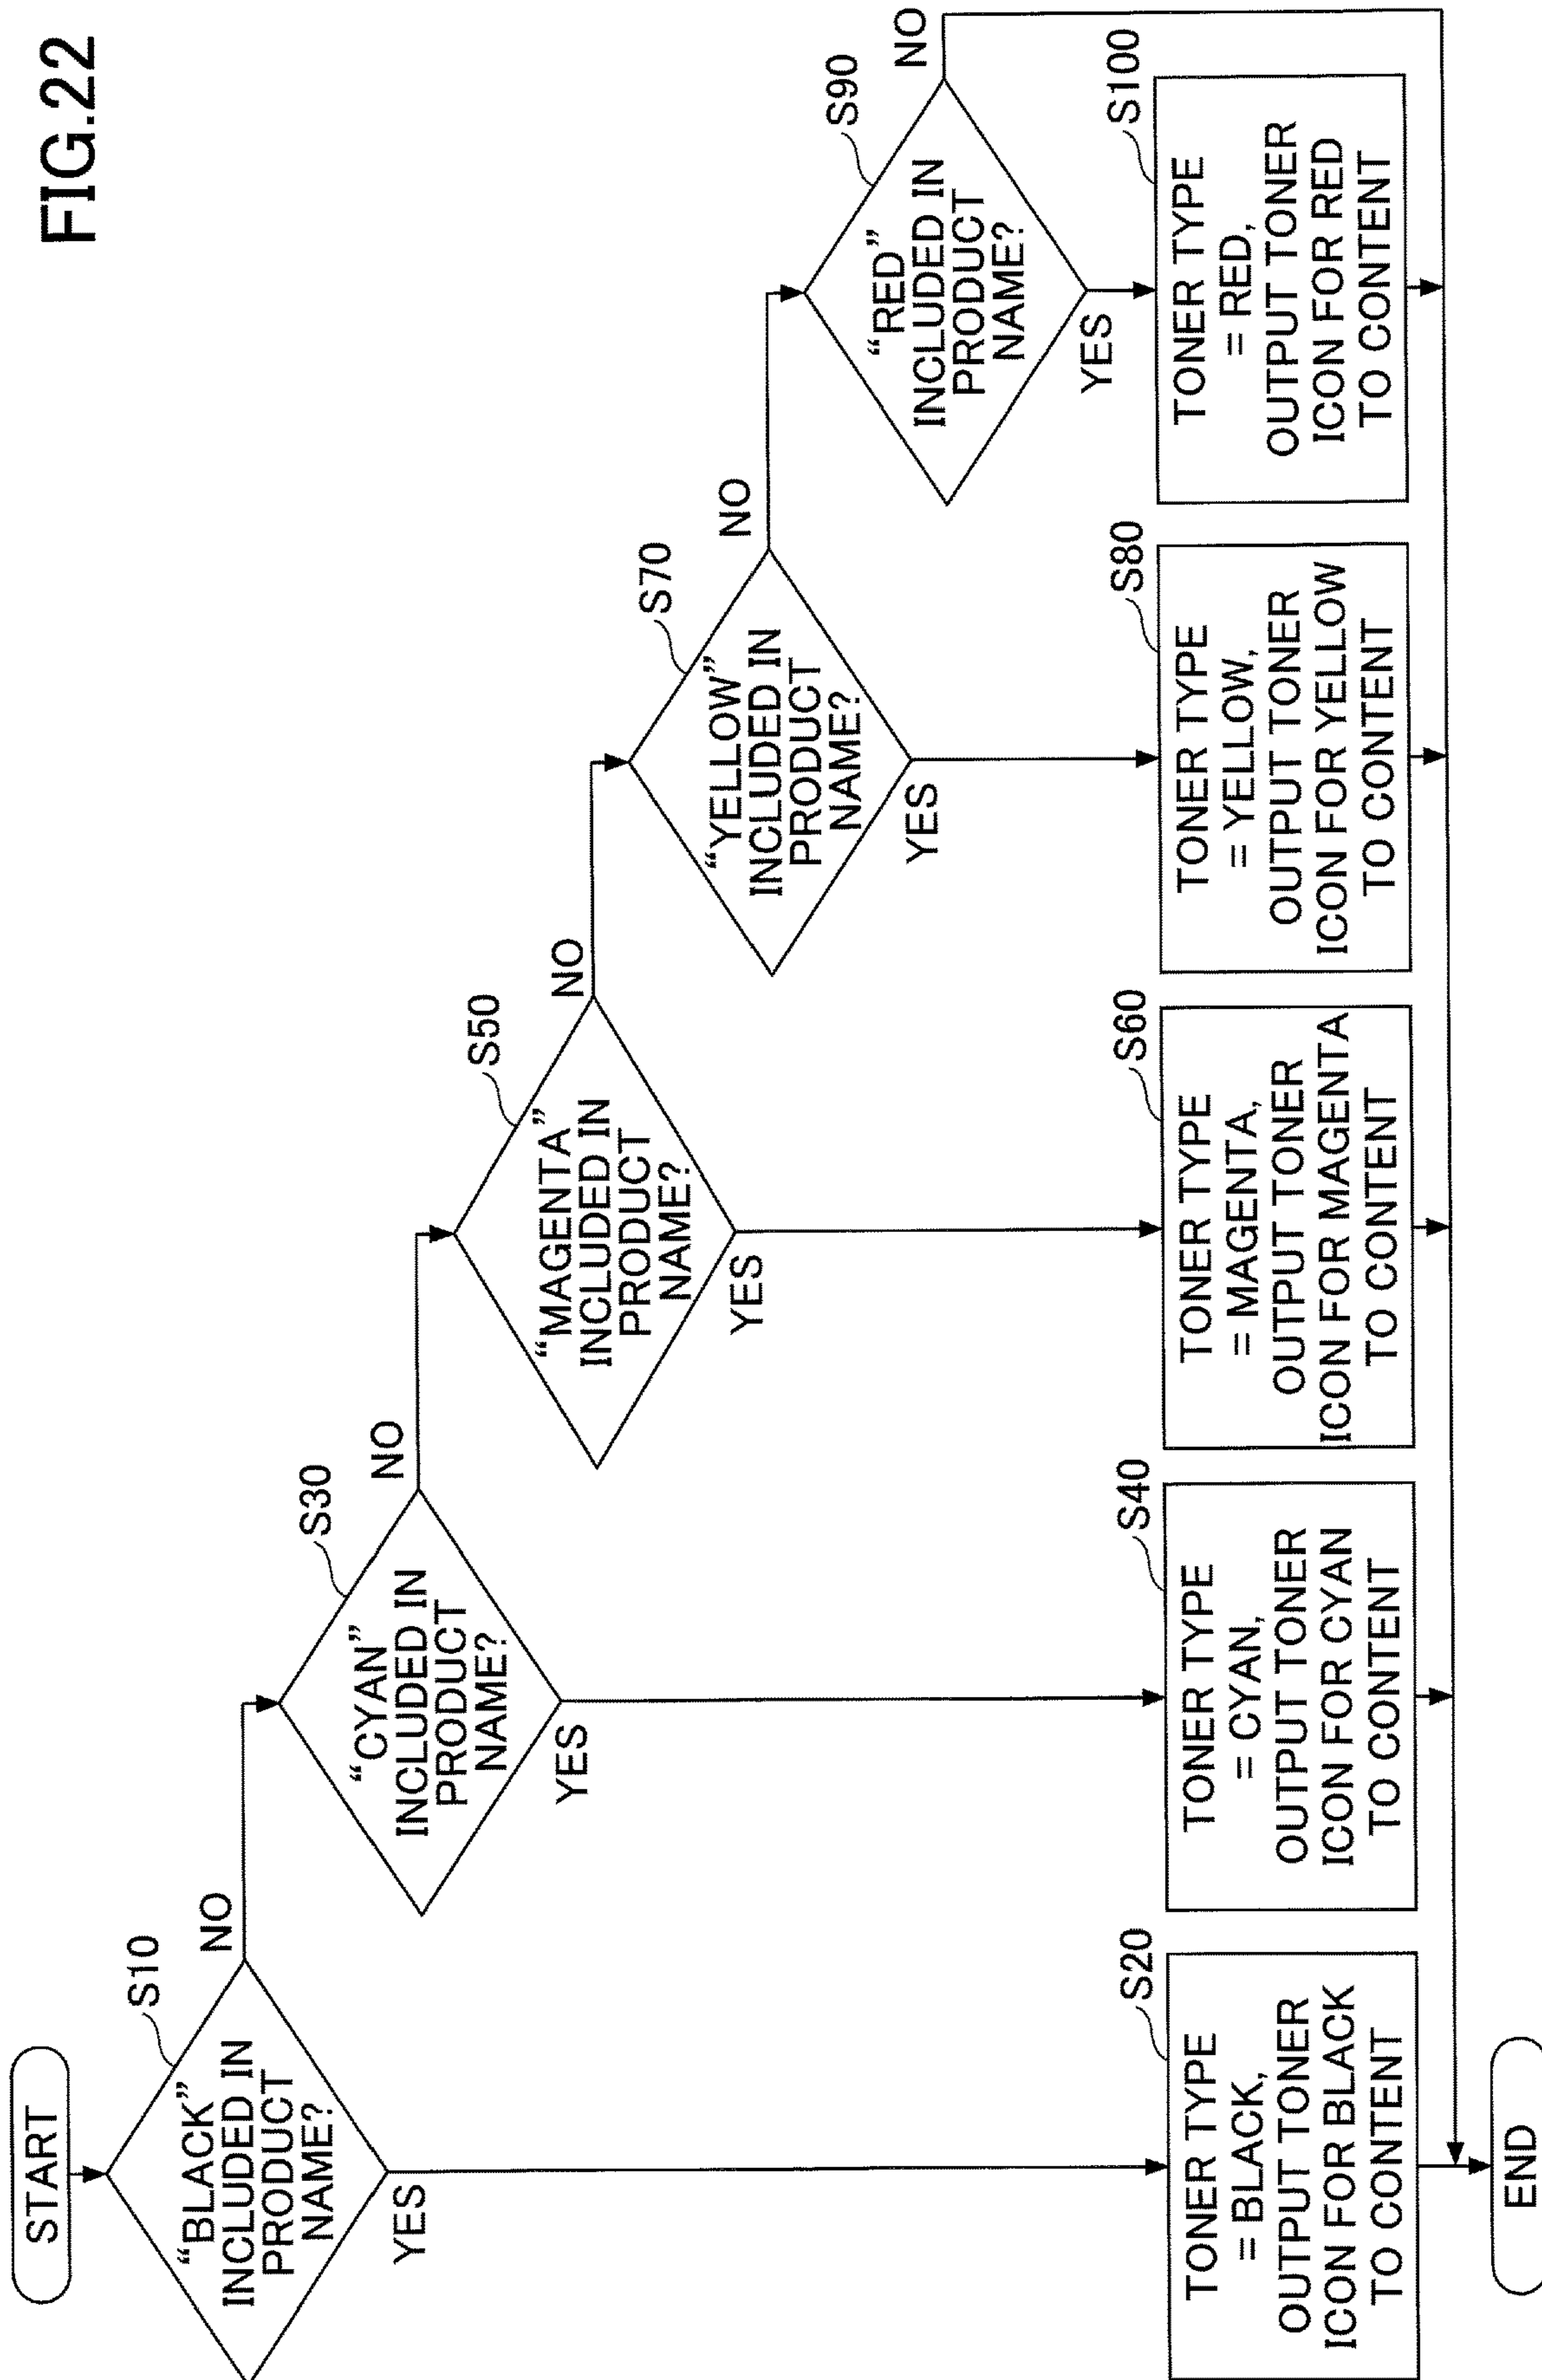 FIG.22
START
S10
“BLACK”
INCLUDED IN
PRODUCT
NAME?
NO
YES
S20
TONER TYPE
= BLACK,
OUTPUT TONER
ICON FOR BLACK
TO CONTENT
S30
“CYAN”
INCLUDED IN
PRODUCT
NAME?
NO
YES
S40
TONER TYPE
= CYAN,
OUTPUT TONER
ICON FOR CYAN
TO CONTENT
S50
“MAGENTA”
INCLUDED IN
PRODUCT
NAME?
NO
YES
S60
TONER TYPE
= MAGENTA,
OUTPUT TONER
ICON FOR MAGENTA
TO CONTENT
S70
“YELLOW”
INCLUDED IN
PRODUCT
NAME?
NO
YES
S80
TONER TYPE
= YELLOW,
OUTPUT TONER
ICON FOR YELLOW
TO CONTENT
S90
“RED”
INCLUDED IN
PRODUCT
NAME?
NO
YES
S100
TONER TYPE
= RED,
OUTPUT TONER
ICON FOR RED
TO CONTENT
END